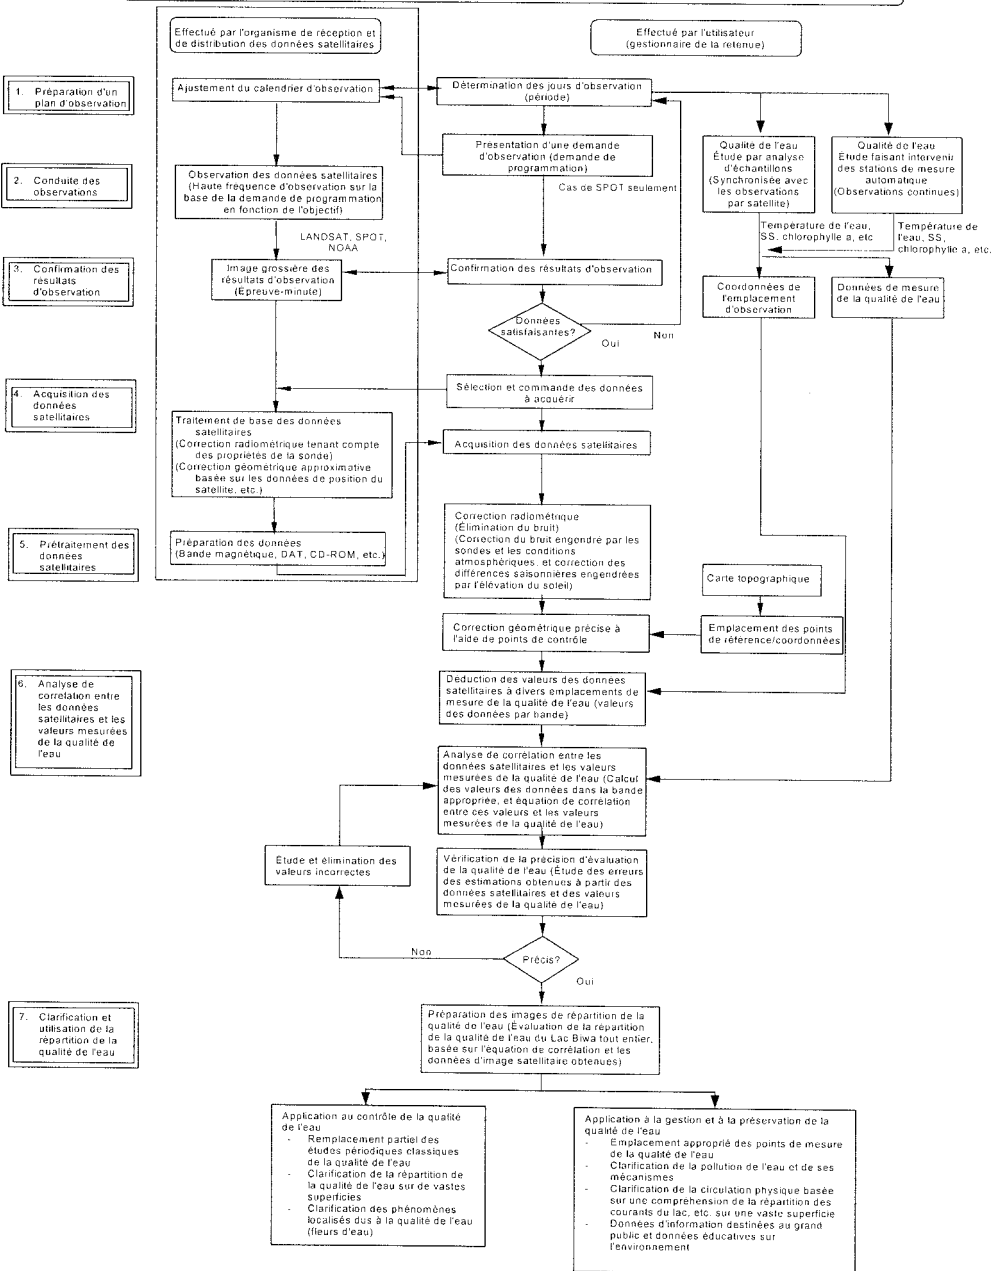 Effectué par l'organisme de réception et
de distribution des données satellitaires
Effectué par l'utilisateur
(gestionnaire de la retenue)
1. Préparation d'un
plan d'observation
Ajustement du calendrier d'observation
Détermination des jours d'observation
(période)
Présentation d'une demande
d'observation (demande de
programmation)
Cas de SPOT seulement
Qualité de l'eau
Étude par analyse
d'échantillons
(Synchronisée avec
les observations
par satellite)
Qualité de l'eau
Étude faisant intervenir
des stations de mesure
automatique
(Observations continues)
2. Conduite des
observations
Observation des données satellitaires
(Haute fréquence d'observation sur la
base de la demande de programmation
en fonction de l'objectif)
LANDSAT, SPOT,
NOAA
Température de l'eau,
SS, chlorophylle a, etc
Température de
l'eau, SS,
chlorophylle a, etc.
3. Confirmation des
résultats
d'observation
Image grossière des
résultats d'observation
(Épreuve-minute)
Confirmation des résultats d'observation
Coordonnées de
l'emplacement
d'observation
Données de mesure
de la qualité de l'eau
Données
satisfaisantes?
Oui
Non
4. Acquisition des
données
satellitaires
Sélection et commande des données
à acquérir
Traitement de base des données
satellitaires
(Correction radiométrique tenant compte
des propriétés de la sonde)
(Correction géométrique approximative
basée sur les données de position du
satellite, etc.)
Acquisition des données satellitaires
5. Prétraitement des
données
satellitaires
Préparation des données
(Bande magnétique, DAT, CD-ROM, etc.)
Correction radiométrique
(Élimination du bruit)
(Correction du bruit engendré par les
sondes et les conditions
atmosphériques, et correction des
différences saisonnières engendrées
par l'élévation du soleil)
Carte topographique
Correction géométrique précise à
l'aide de points de contrôle
Emplacement des points
de référence/coordonnées
6. Analyse de
corrélation entre
les données
satellitaires et les
valeurs mesurées
de la qualité de
l'eau
Déduction des valeurs des données
satellitaires à divers emplacements de
mesure de la qualité de l'eau (valeurs
des données par bande)
Analyse de corrélation entre les
données satellitaires et les valeurs
mesurées de la qualité de l'eau (Calcul
des valeurs des données dans la bande
appropriée, et équation de corrélation
entre ces valeurs et les valeurs
mesurées de la qualité de l'eau)
Étude et élimination des
valeurs incorrectes
Vérification de la précision d'évaluation
de la qualité de l'eau (Étude des erreurs
des estimations obtenues à partir des
données satellitaires et des valeurs
mesurées de la qualité de l'eau)
Non
Précis?
Oui
7. Clarification et
utilisation de la
répartition de la
qualité de l'eau
Préparation des images de répartition de la
qualité de l'eau (Évaluation de la répartition
de la qualité de l'eau du Lac Biwa tout entier,
basée sur l'équation de corrélation et les
données d'image satellitaire obtenues)
Application au contrôle de la qualité
de l'eau
- Remplacement partiel des
études périodiques classiques
de la qualité de l'eau
- Clarification de la répartition de
la qualité de l'eau sur de vastes
superficies
- Clarification des phénomènes
localisés dus à la qualité de l'eau
(fleurs d'eau)
Application à la gestion et à la préservation de la
qualité de l'eau
- Emplacement approprié des points de mesure
de la qualité de l'eau
- Clarification de la pollution de l'eau et de ses
mécanismes
- Clarification de la circulation physique basée
sur une compréhension de la répartition des
courants du lac, etc. sur une vaste superficie
- Données d'information destinées au grand
public et données éducatives sur
l'environnement